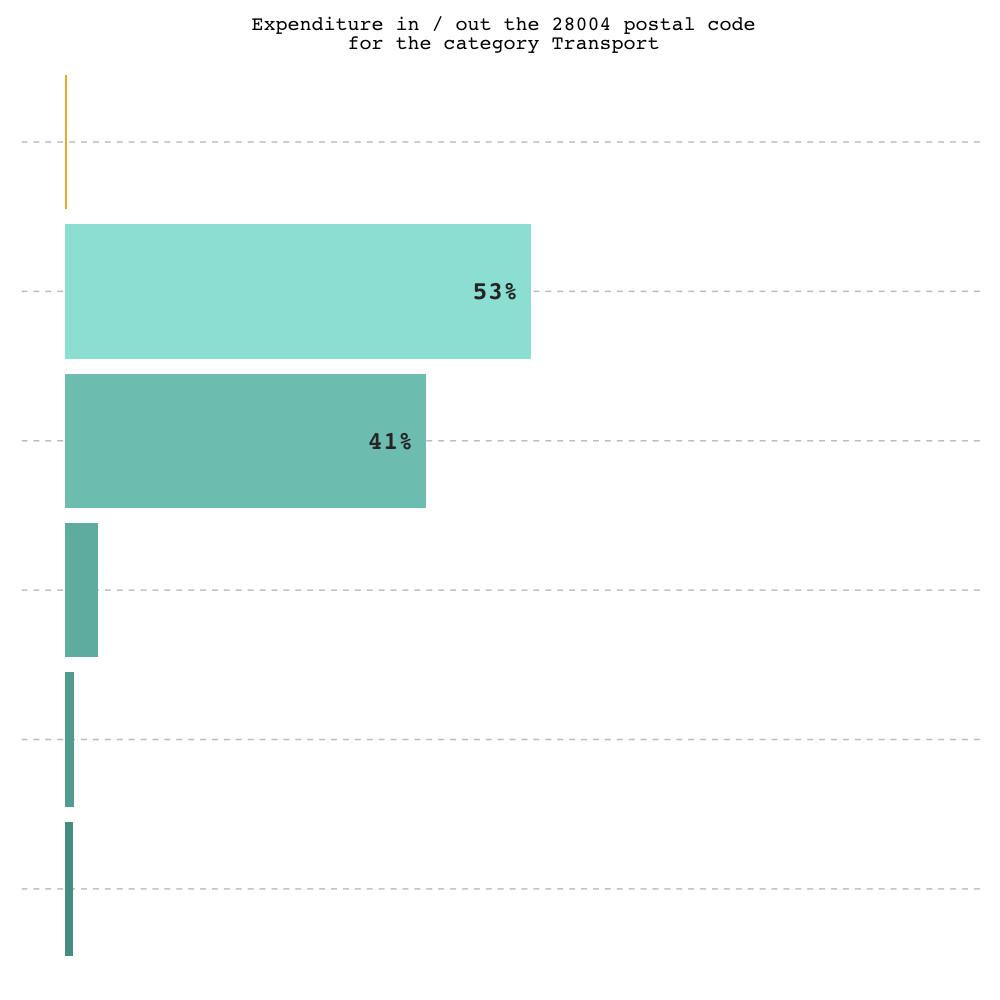 Expenditure in / out the 28004 postal code
for the category Transport
53%
41%